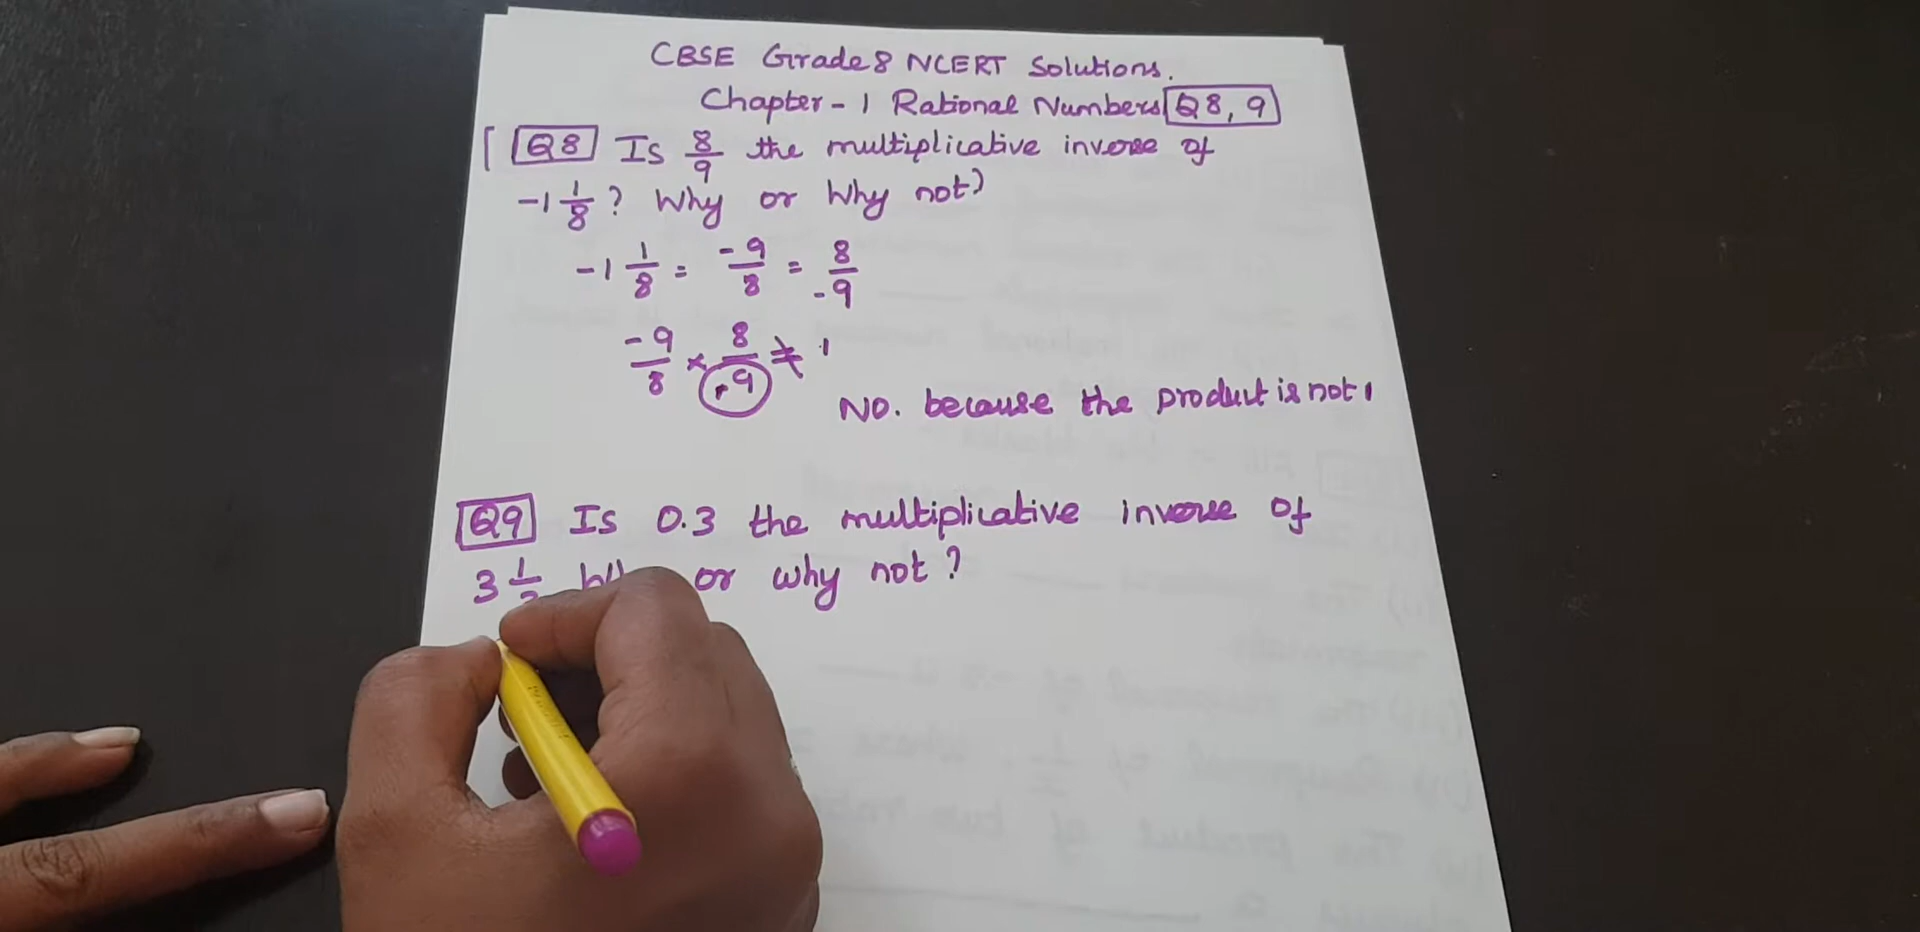 CBSE Grade 8 NCERT Solutions.
Chapter - 1 Rational Numbers Q8, 9
Q8 Is 8/9 the multiplicative inverse of
-1 1/8 ? Why or Why not?
-1 1/8 = -9/8 = 8/-9
-9/8 × 8/-9 ≠ 1
NO. because the product is not 1
Q9 Is 0.3 the multiplicative inverse of
3 1/ or why not ?